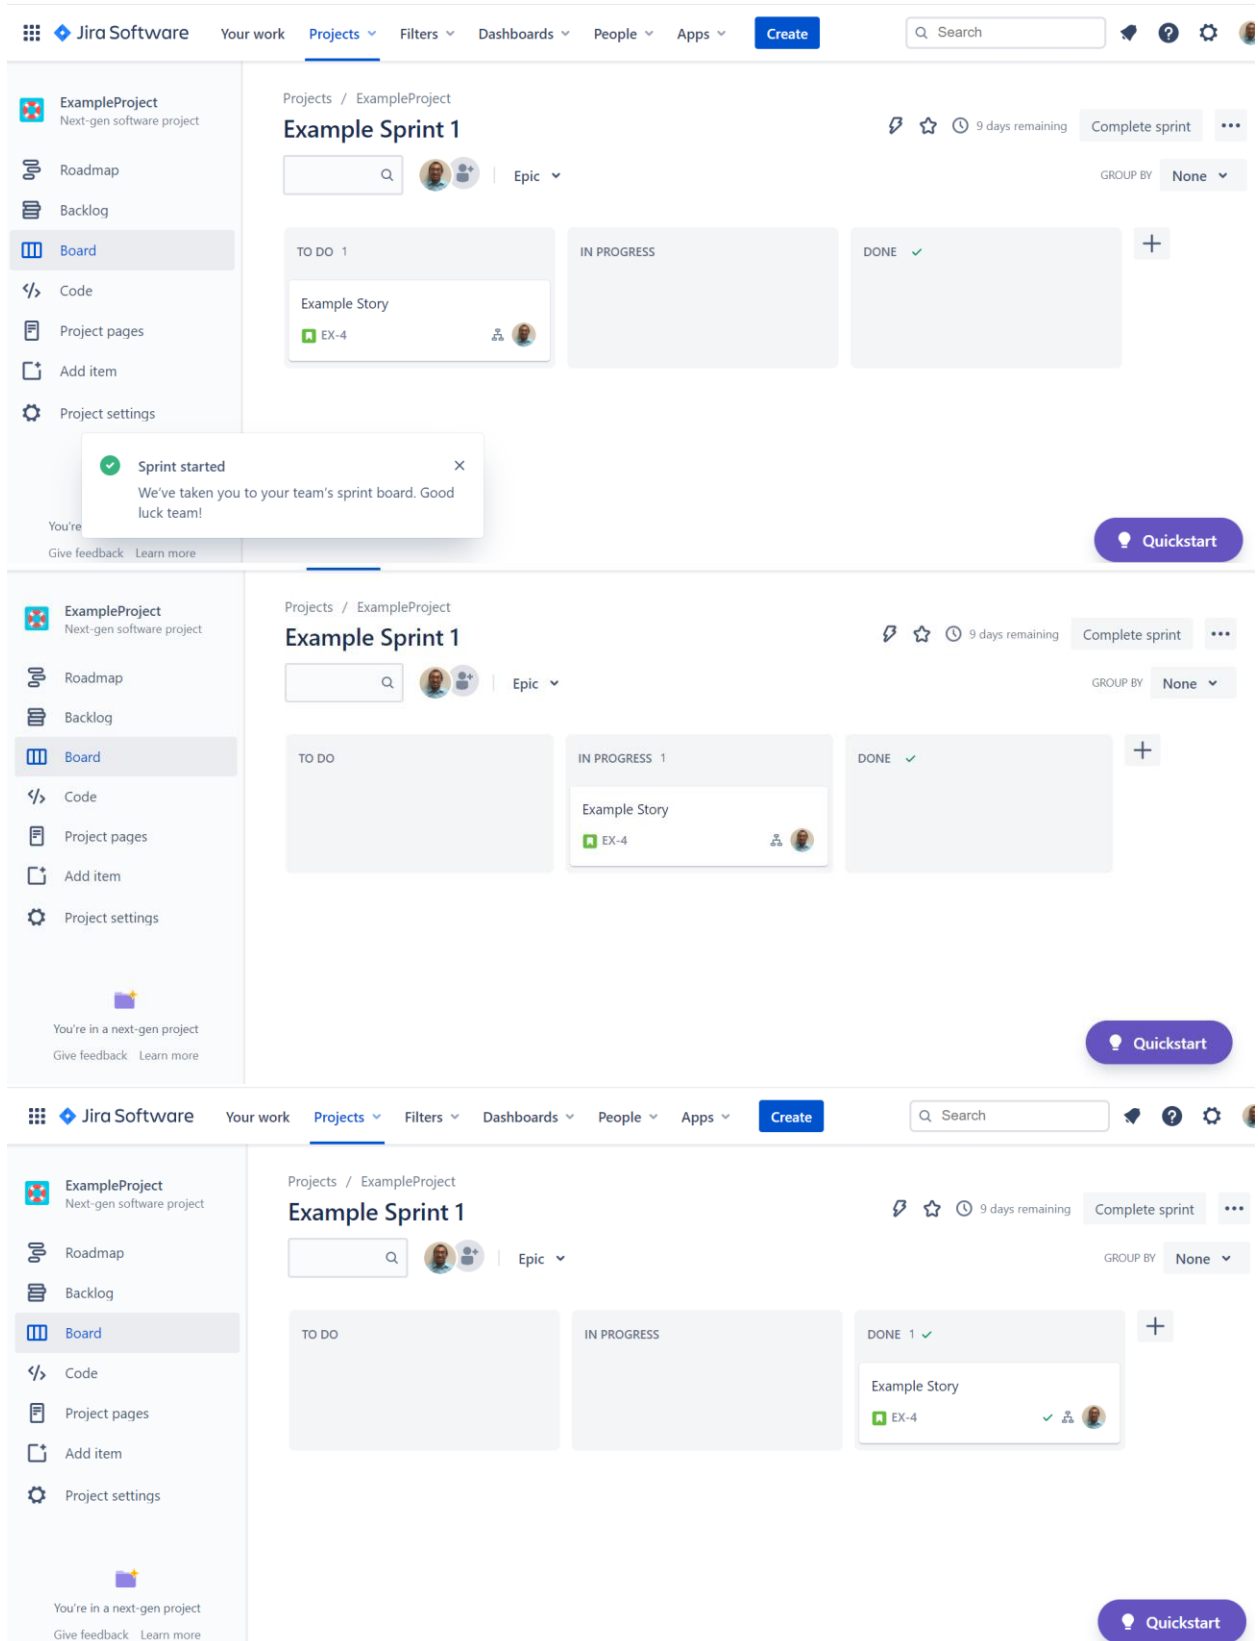 Jira Software Your work Projects Filters Dashboards People Apps Create Search
ExampleProject
Next-gen software project
Roadmap
Backlog
Board
Code
Project pages
Add item
Project settings
Projects / ExampleProject
Example Sprint 1
9 days remaining Complete sprint
Epic
GROUP BY None
TO DO 1 IN PROGRESS DONE
Example Story
EX-4
Sprint started
We've taken you to your team's sprint board. Good
luck team!
You're
Give feedback Learn more
Quickstart
ExampleProject
Next-gen software project
Roadmap
Backlog
Board
Code
Project pages
Add item
Project settings
You're in a next-gen project
Give feedback Learn more
Projects / ExampleProject
Example Sprint 1
9 days remaining Complete sprint
Epic
GROUP BY None
TO DO IN PROGRESS 1 DONE
Example Story
EX-4
Quickstart
Jira Software Your work Projects Filters Dashboards People Apps Create Search
ExampleProject
Next-gen software project
Roadmap
Backlog
Board
Code
Project pages
Add item
Project settings
You're in a next-gen project
Give feedback Learn more
Projects / ExampleProject
Example Sprint 1
9 days remaining Complete sprint
Epic
GROUP BY None
TO DO IN PROGRESS DONE 1
Example Story
EX-4
Quickstart